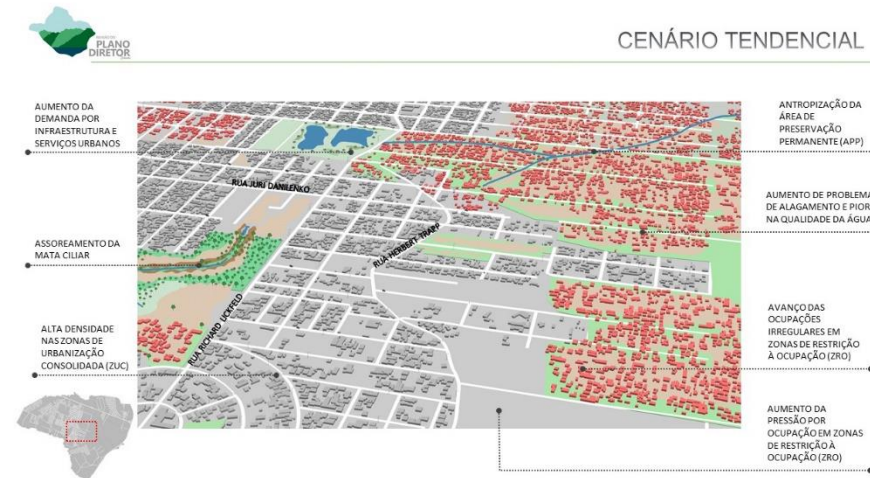 PLANO
DIRETOR
CENÁRIO TENDENCIAL
AUMENTO DA
DEMANDA POR
INFRAESTRUTURA E
SERVIÇOS URBANOS
ASSOREAMENTO DA
MATA CILIAR
ALTA DENSIDADE
NAS ZONAS DE
URBANIZAÇÃO
CONSOLIDADA (ZUC)
RUA JURI DANILENKO
RUA HERBERT TRAPP
RUA RICHARD UCKFELD
ANTROPIZAÇÃO DA
ÁREA DE
PRESERVAÇÃO
PERMANENTE (APP)
AUMENTO DE PROBLEMA
DE ALAGAMENTO E PIOR
NA QUALIDADE DA ÁGUA
AVANÇO DAS
OCUPAÇÕES
IRREGULARES EM
ZONAS DE RESTRIÇÃO
À OCUPAÇÃO (ZRO)
AUMENTO DA
PRESSÃO POR
OCUPAÇÃO EM ZONAS
DE RESTRIÇÃO À
OCUPAÇÃO (ZRO)